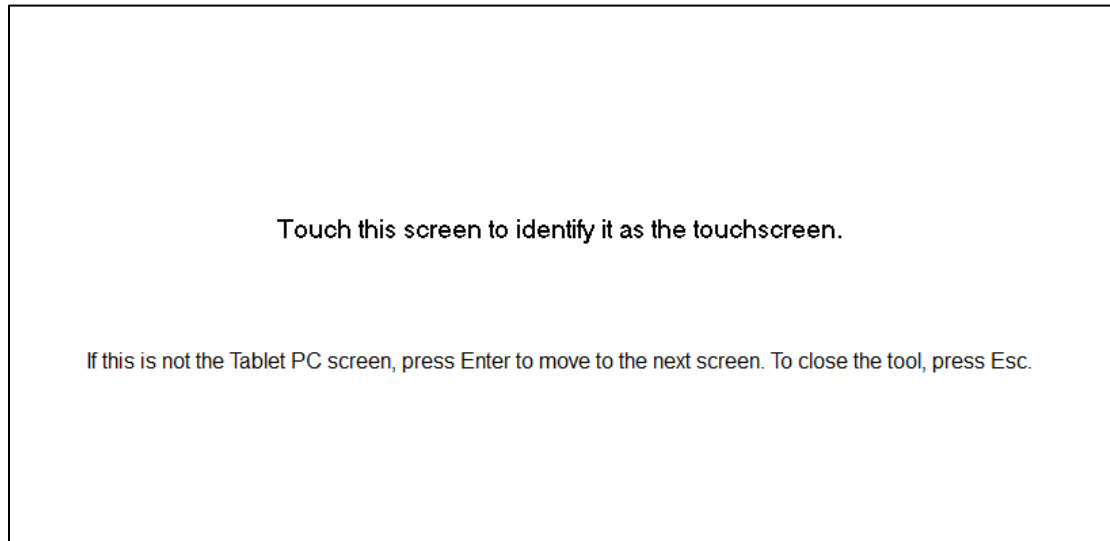 Touch this screen to identify it as the touchscreen.
If this is not the Tablet PC screen, press Enter to move to the next screen. To close the tool, press Esc.